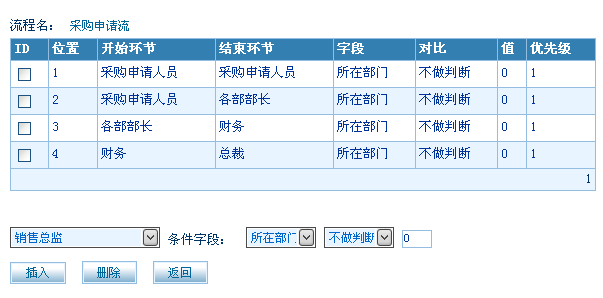 流程名： 采购申请流
ID 位置 开始环节 结束环节 字段 对比 值 优先级
1 采购申请人员 采购申请人员 所在部门 不做判断 0 1
2 采购申请人员 各部部长 所在部门 不做判断 0 1
3 各部部长 财务 所在部门 不做判断 0 1
4 财务 总裁 所在部门 不做判断 0 1
1
销售总监 条件字段： 所在部门 不做判断 0
插入 删除 返回